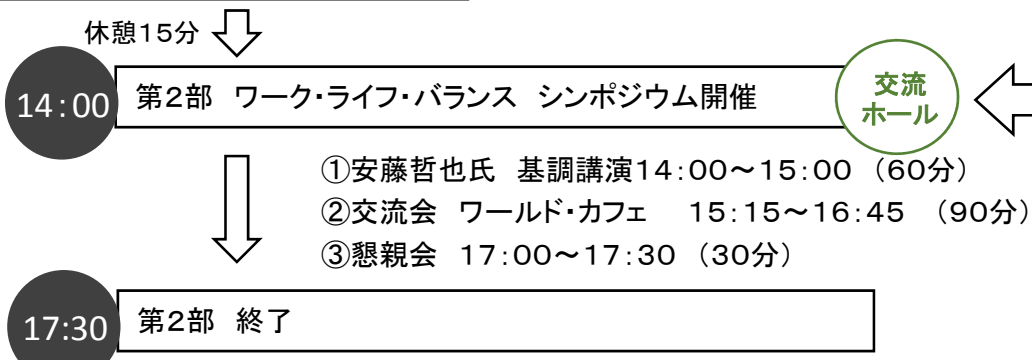 休憩15分
14:00
第2部 ワーク・ライフ・バランス シンポジウム開催
交流
ホール
①安藤哲也氏 基調講演14:00～15:00 (60分)
②交流会 ワールド・カフェ 15:15～16:45 (90分)
③懇親会 17:00～17:30 (30分)
17:30
第2部 終了